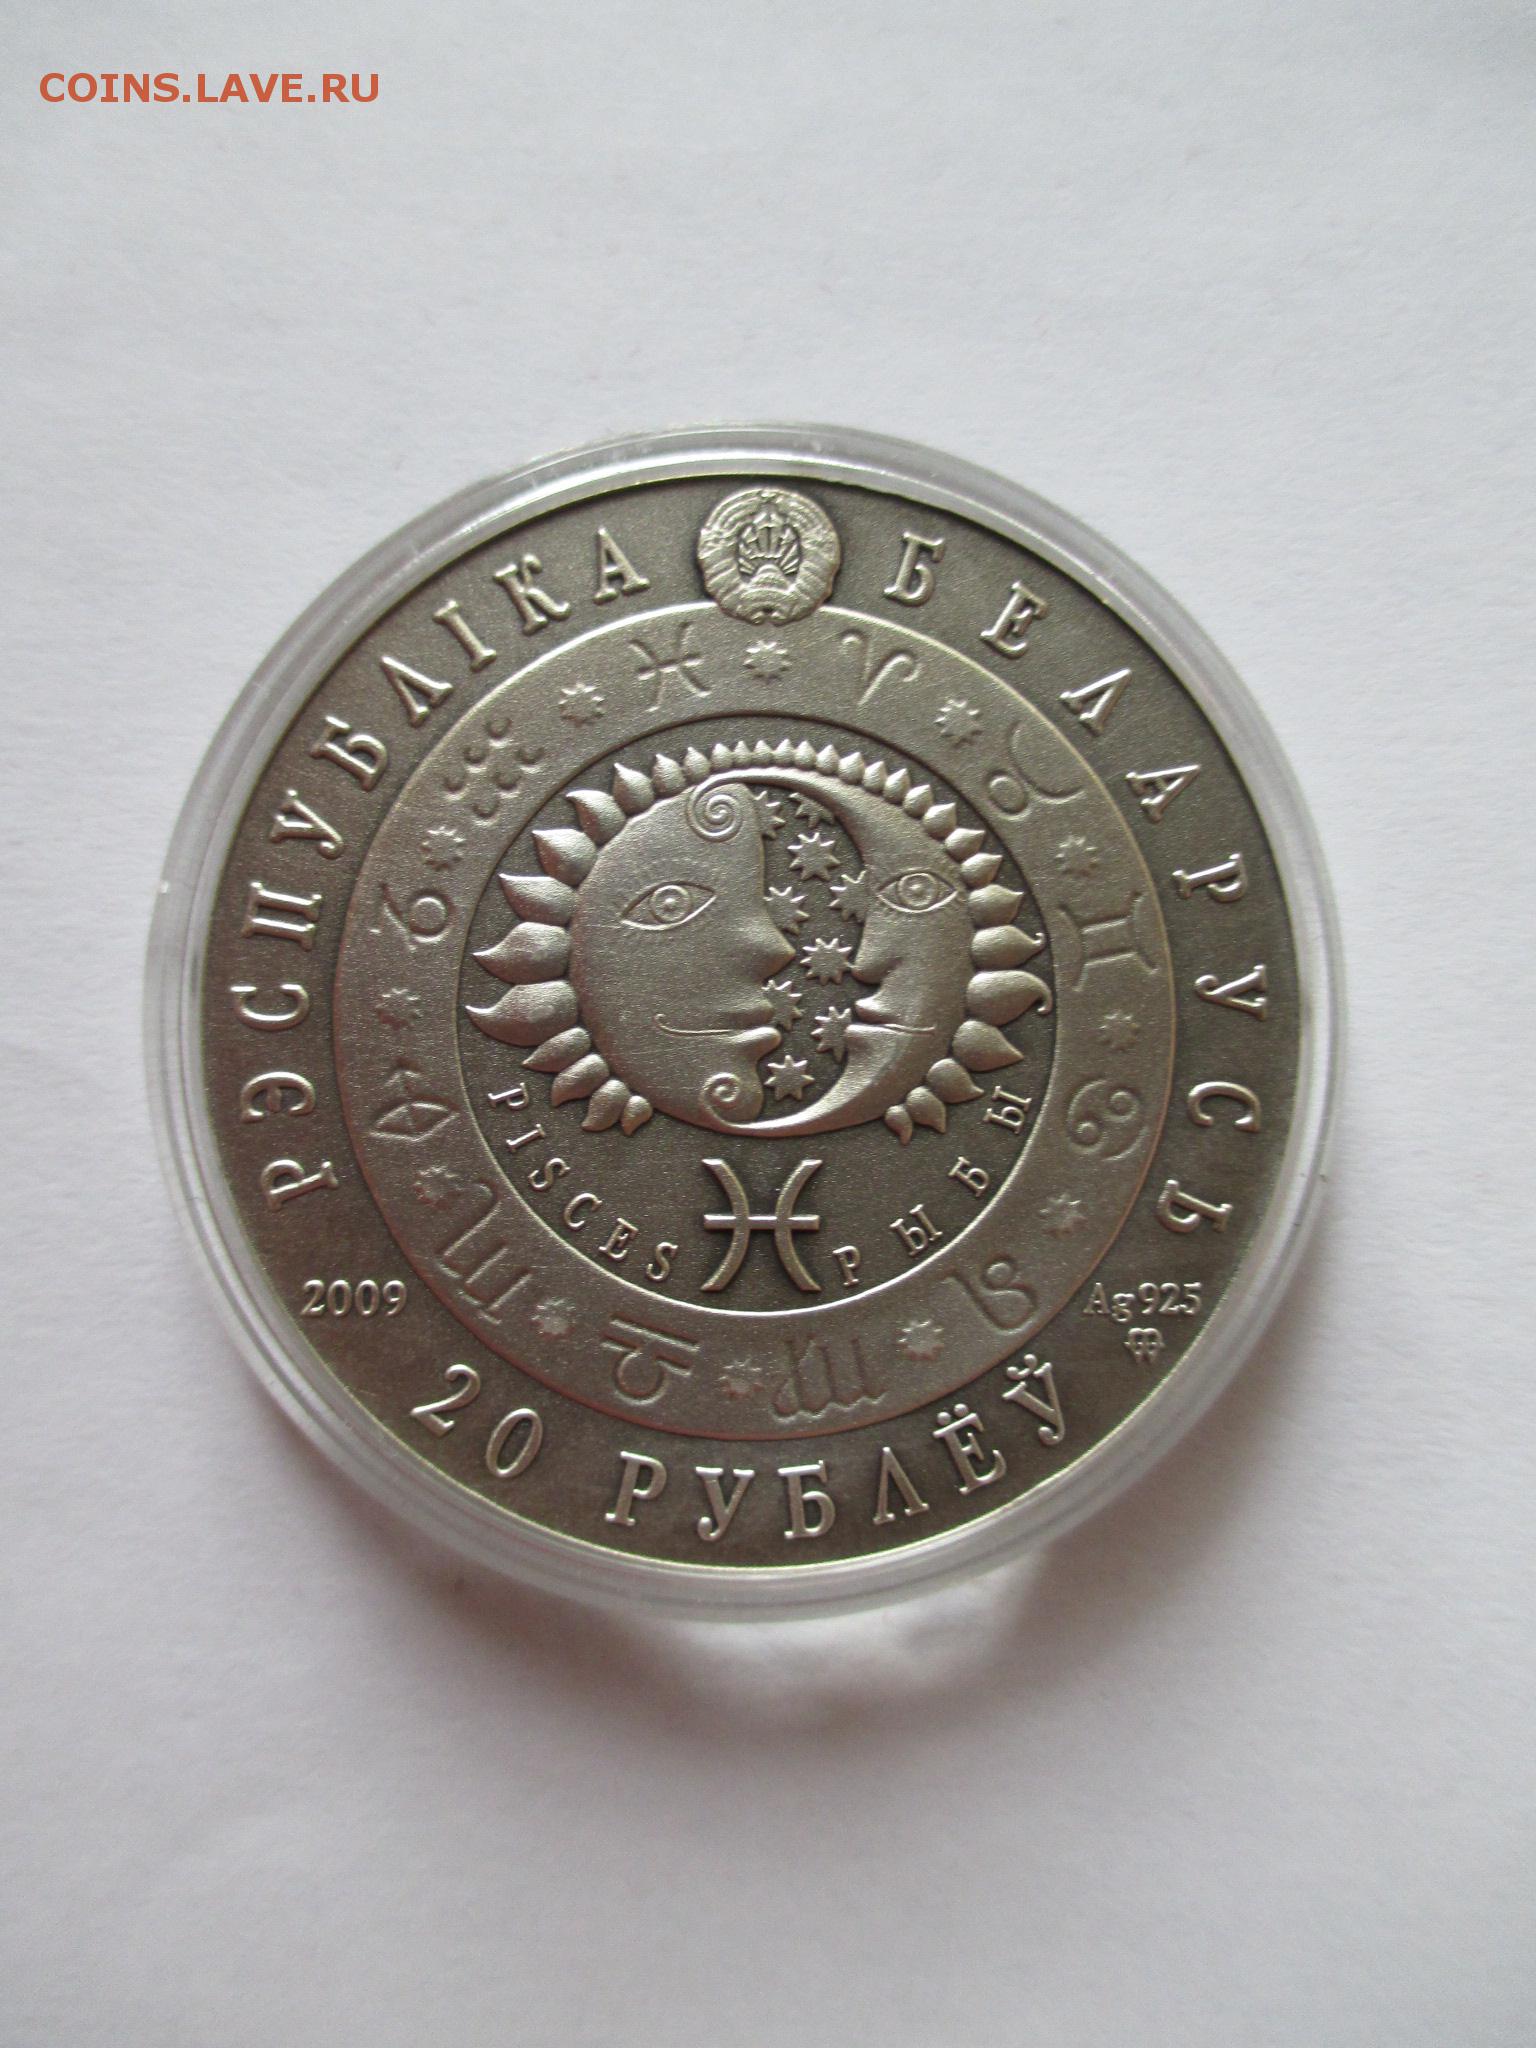 COINS.LAVE.RU
РЭСПУБЛІКА БЕЛАРУСЬ
PISCES РЫБЫ
2009
Ag925
20 РУБЛЁЎ